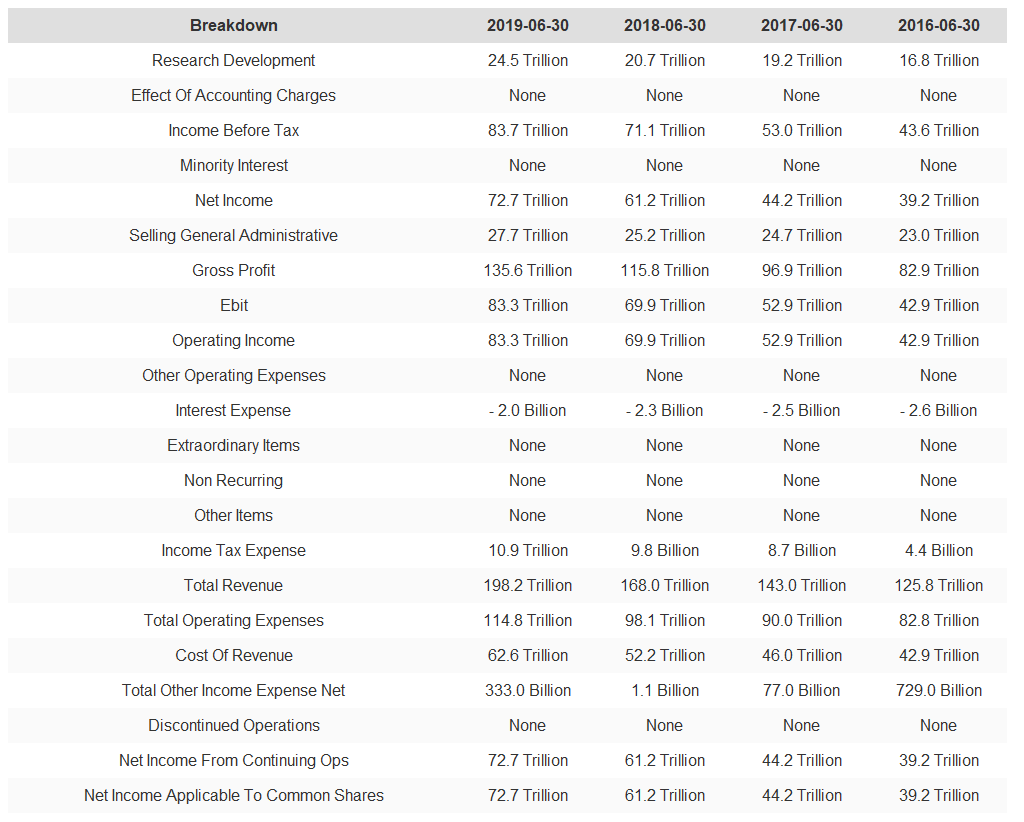 Breakdown 2019-06-30 2018-06-30 2017-06-30 2016-06-30
Research Development 24.5 Trillion 20.7 Trillion 19.2 Trillion 16.8 Trillion
Effect Of Accounting Charges None None None None
Income Before Tax 83.7 Trillion 71.1 Trillion 53.0 Trillion 43.6 Trillion
Minority Interest None None None None
Net Income 72.7 Trillion 61.2 Trillion 44.2 Trillion 39.2 Trillion
Selling General Administrative 27.7 Trillion 25.2 Trillion 24.7 Trillion 23.0 Trillion
Gross Profit 135.6 Trillion 115.8 Trillion 96.9 Trillion 82.9 Trillion
Ebit 83.3 Trillion 69.9 Trillion 52.9 Trillion 42.9 Trillion
Operating Income 83.3 Trillion 69.9 Trillion 52.9 Trillion 42.9 Trillion
Other Operating Expenses None None None None
Interest Expense - 2.0 Billion - 2.3 Billion - 2.5 Billion - 2.6 Billion
Extraordinary Items None None None None
Non Recurring None None None None
Other Items None None None None
Income Tax Expense 10.9 Trillion 9.8 Billion 8.7 Billion 4.4 Billion
Total Revenue 198.2 Trillion 168.0 Trillion 143.0 Trillion 125.8 Trillion
Total Operating Expenses 114.8 Trillion 98.1 Trillion 90.0 Trillion 82.8 Trillion
Cost Of Revenue 62.6 Trillion 52.2 Trillion 46.0 Trillion 42.9 Trillion
Total Other Income Expense Net 333.0 Billion 1.1 Billion 77.0 Billion 729.0 Billion
Discontinued Operations None None None None
Net Income From Continuing Ops 72.7 Trillion 61.2 Trillion 44.2 Trillion 39.2 Trillion
Net Income Applicable To Common Shares 72.7 Trillion 61.2 Trillion 44.2 Trillion 39.2 Trillion